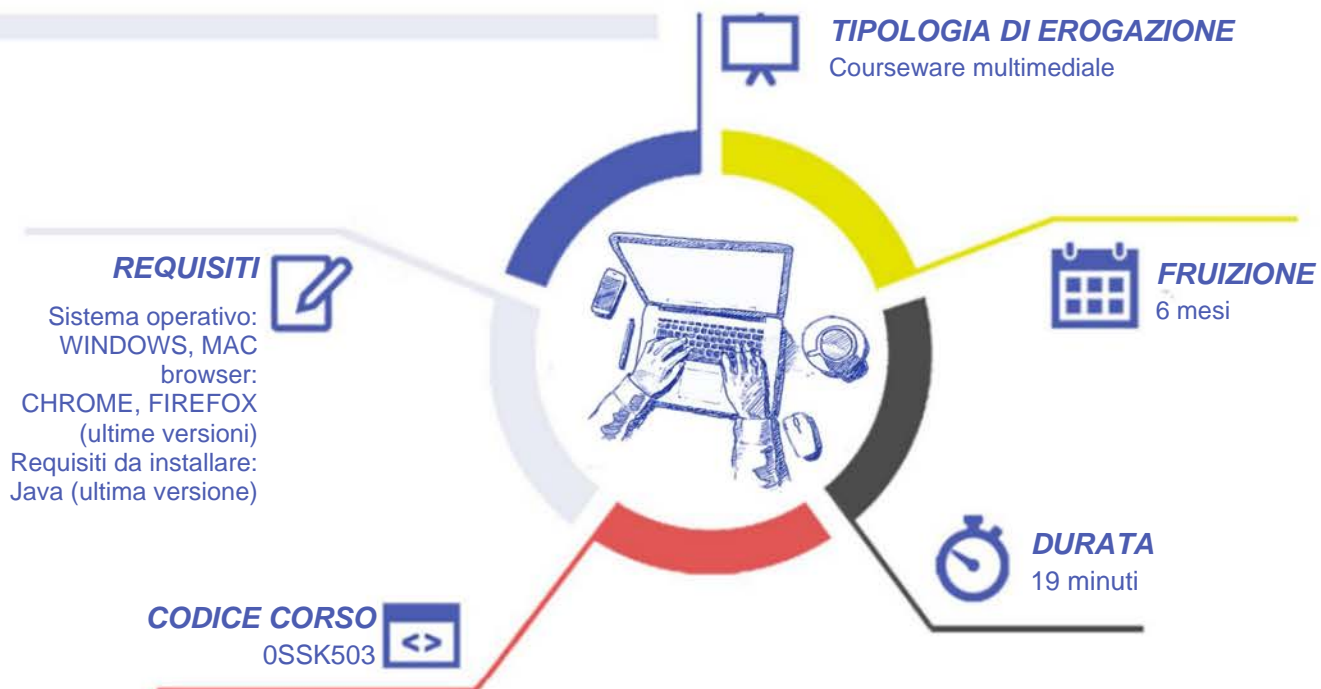 TIPOLOGIA DI EROGAZIONE
Courseware multimediale
FRUIZIONE
6 mesi
REQUISITI
Sistema operativo:
WINDOWS, MAC
browser:
CHROME, FIREFOX
(ultime versioni)
Requisiti da installare:
Java (ultima versione)
DURATA
19 minuti
CODICE CORSO
0SSK503